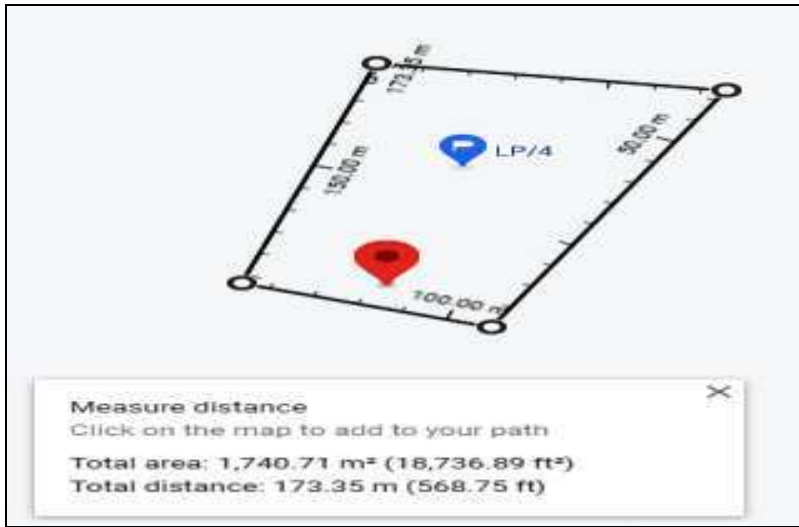 173.35 m
50.00 m
LP/4
150.00 m
100.00 m
Measure distance
Click on the map to add to your path
Total area: 1,740.71 m² (18,736.89 ft²)
Total distance: 173.35 m (568.75 ft)